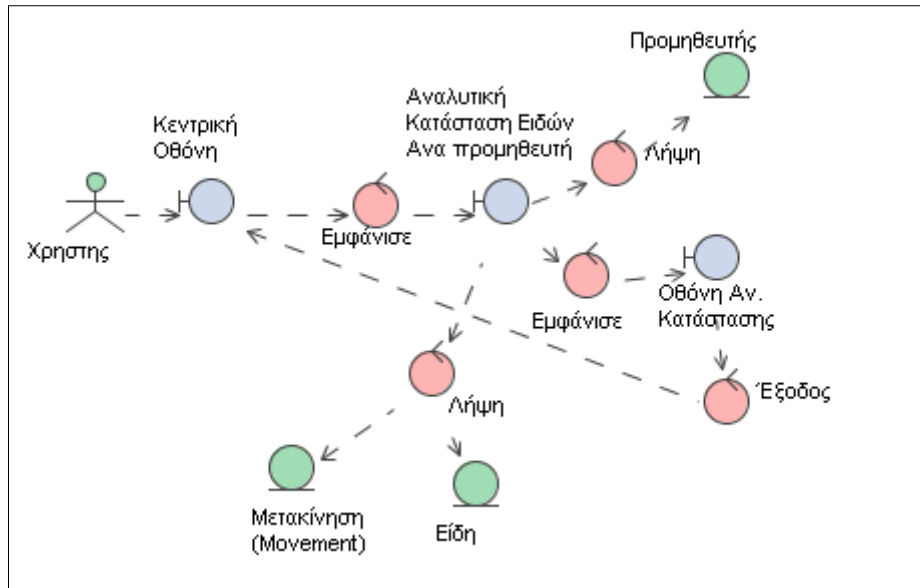 Προμηθευτής
Αναλυτική
Κατάσταση Ειδών
Ανα προμηθευτή
Κεντρική
Οθόνη
Λήψη
Χρηστης
Εμφάνισε
Εμφάνισε
Οθόνη Αν.
Κατάστασης
Λήψη
Έξοδος
Μετακίνηση
(Movement)
Είδη